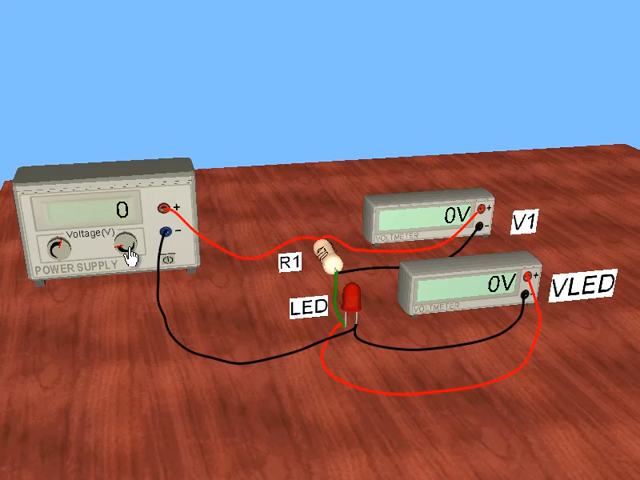 0
+
Voltage(V)
-
POWER SUPPLY
0V
+
-
VOLTMETER
V1
R1
0V
+
-
VOLTMETER
VLED
LED